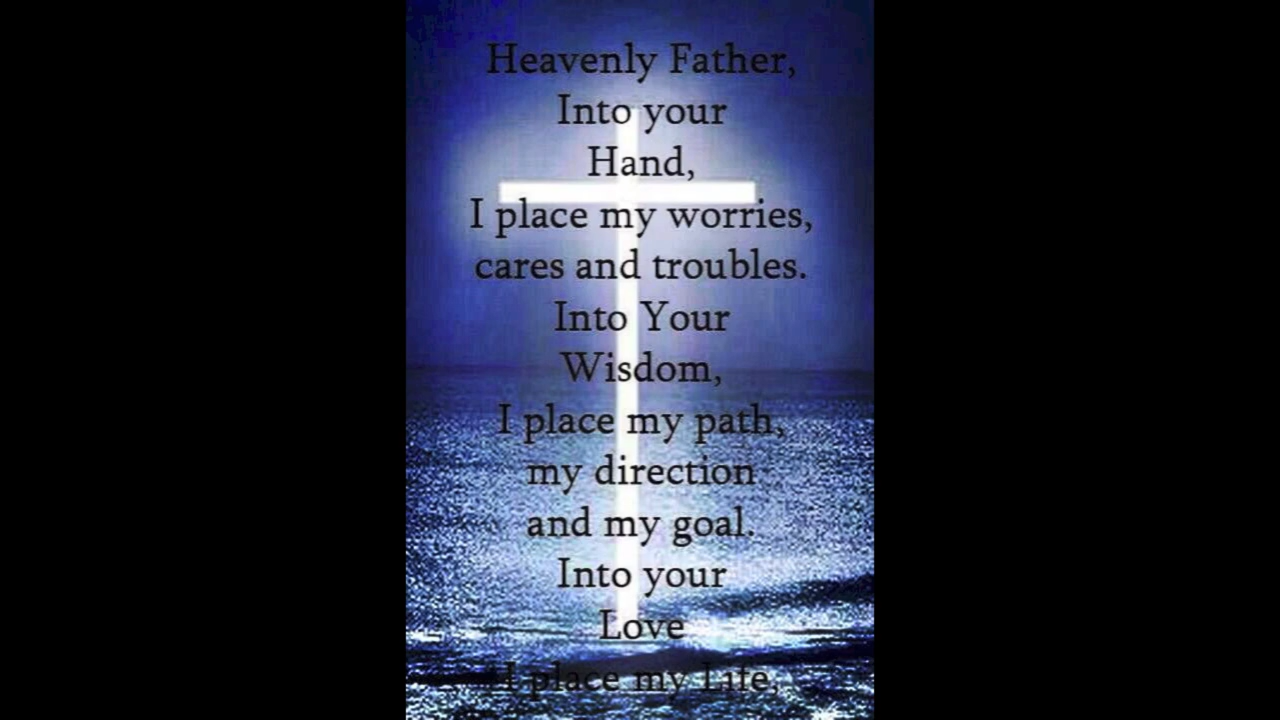 Heavenly Father,
Into your
Hand,
I place my worries,
cares and troubles.
Into Your
Wisdom,
I place my path,
my direction
and my goal.
Into your
Love
I place my Life,